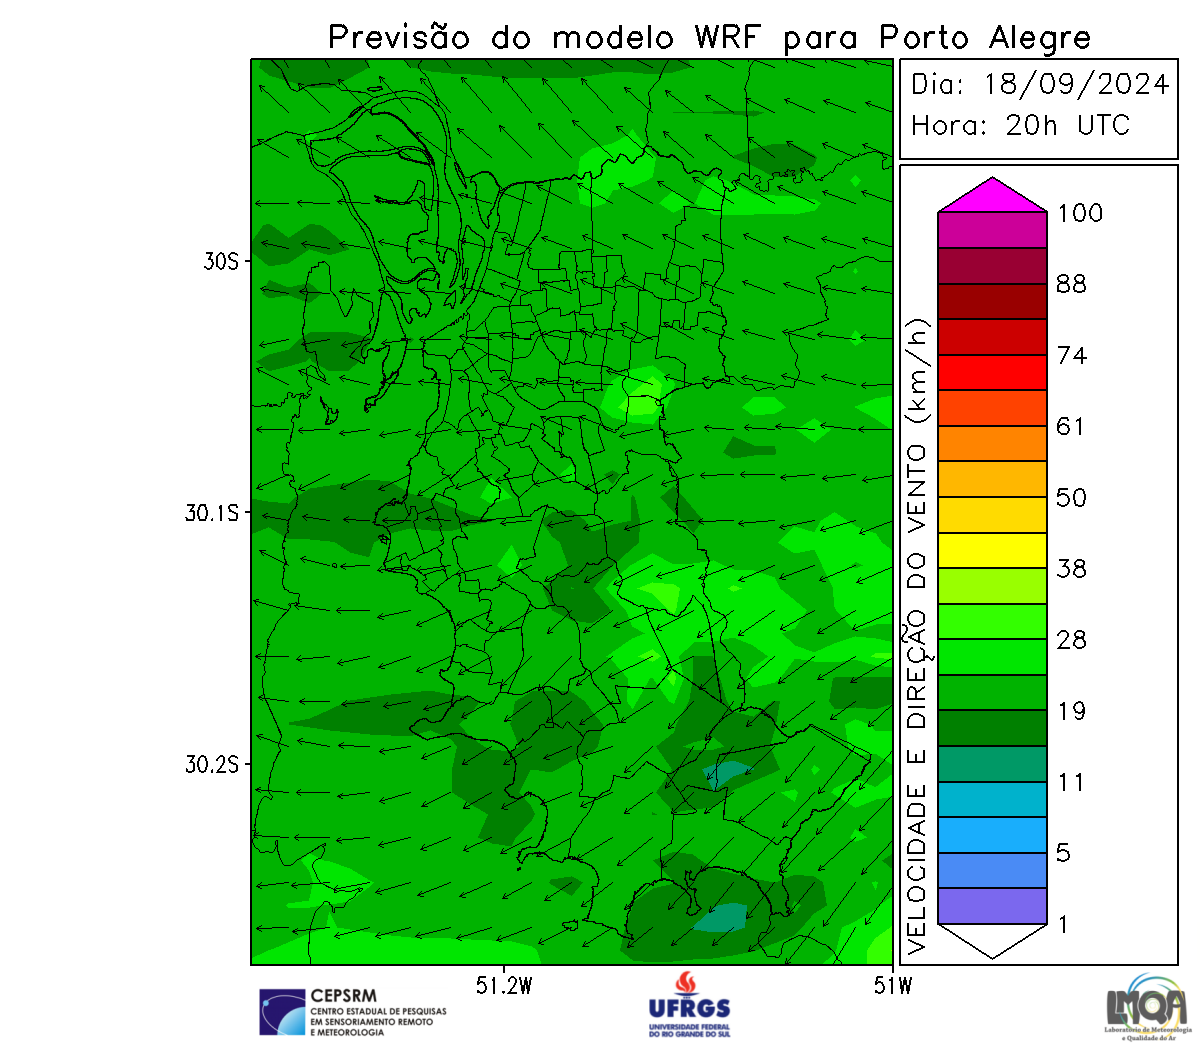 Previsão do modelo WRF para Porto Alegre
Dia: 18/09/2024
Hora: 20h UTC
30S
30.1S
30.2S
51.2W
51W
VELOCIDADE E DIREÇÃO DO VENTO (km/h)
100
88
74
61
50
38
28
19
11
5
1
CEPSRM
CENTRO ESTADUAL DE PESQUISAS
EM SENSORIAMENTO REMOTO
E METEOROLOGIA
UFRGS
UNIVERSIDADE FEDERAL
DO RIO GRANDE DO SUL
LMQA
Laboratório de Meteorologia
e Qualidade do Ar